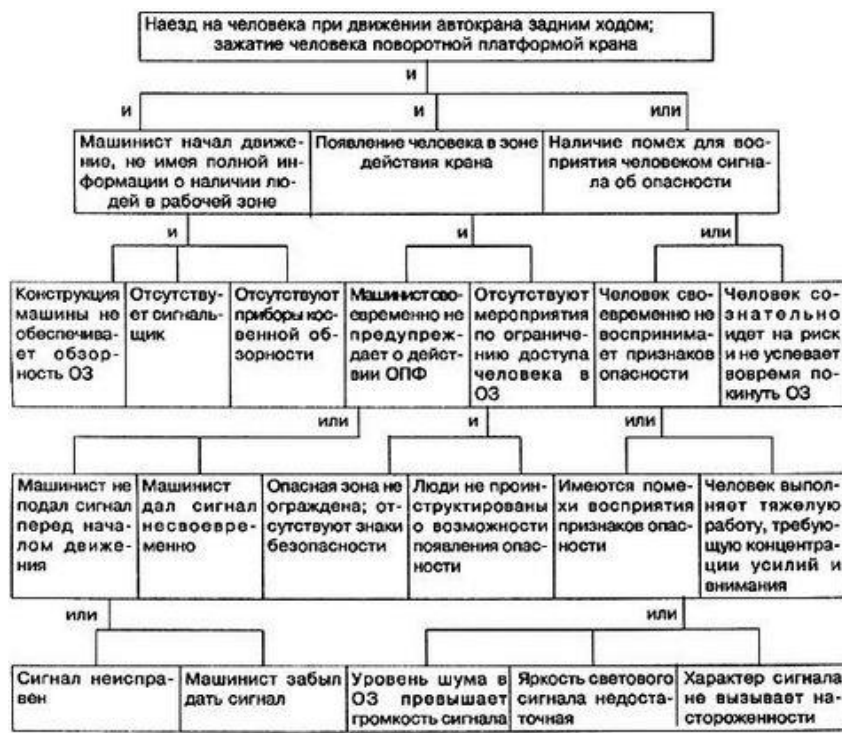 Наезд на человека при движении автокрана задним ходом;
зажатие человека поворотной платформой крана
и
и
и
или
Машинист начал движе-
ние, не имея полной ин-
формации о наличии лю-
дей в рабочей зоне
Появление человека в зоне
действия крана
Наличие помех для вос-
приятия человеком сигна-
ла об опасности
и
и
или
Конструкция
машины не
обеспечива-
ет обзор-
ность ОЗ
Отсутству-
ет сигналь-
щик
Отсутствуют
приборы кос-
венной об-
зорности
Машинист сво-
евременно не
предупреж-
дает о дейст-
вии ОПФ
Отсутствуют
мероприятия
по ограни-
чению доступа
человека в
ОЗ
Человек сво-
евременно не
воспринима-
ет признаков
опасности
Человек со-
знательно
идет на риск
и не успевает
вовремя по-
кинуть ОЗ
или
и
или
Машинист не
подал сигнал
перед нача-
лом движе-
ния
Машинист
дал сигнал
несвоевре-
менно
Опасная зона не
ограждена; от-
сутствуют знаки
безопасности
Люди не проин-
структированы
о возможности
появления опас-
ности
Имеются поме-
хи восприятия
признаков опас-
ности
Человек выпол-
няет тяжелую
работу, требую-
щую концентра-
ции усилий и
внимания
или
или
Сигнал неиспра-
вен
Машинист забыл
дать сигнал
Уровень шума в
ОЗ превышает
громкость сигнала
Яркость светового
сигнала недоста-
точная
Характер сигнала
не вызывает на-
стороженности